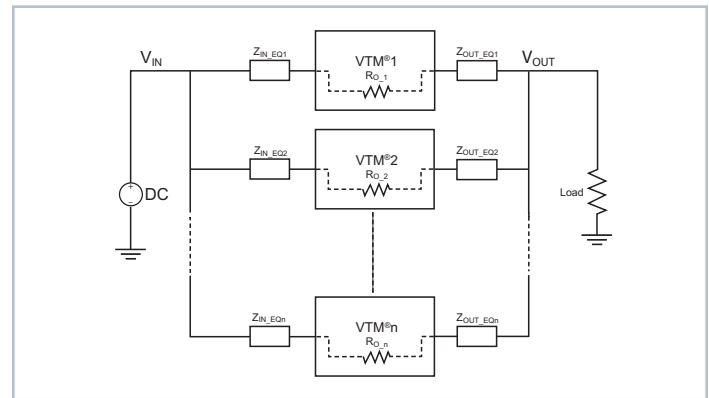 V_IN
Z_IN_EQ1
VTM®1
R_O_1
Z_OUT_EQ1
V_OUT
Z_IN_EQ2
VTM®2
R_O_2
Z_OUT_EQ2
+
−
DC
Load
Z_IN_EQn
VTM®n
R_O_n
Z_OUT_EQn